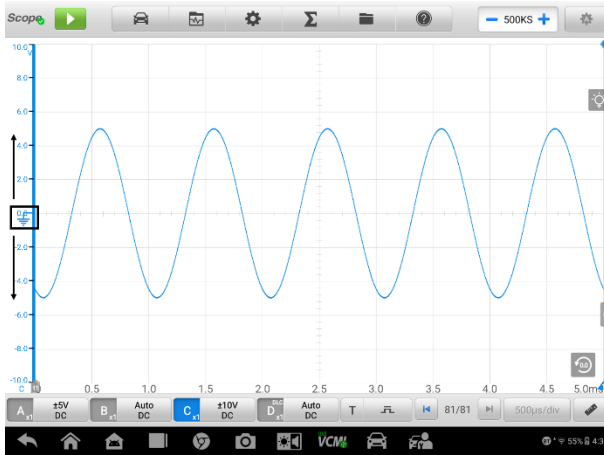 Scope
500KS
10.0 V
8.0
6.0
4.0
2.0
0.0
-2.0
-4.0
-6.0
-8.0
-10.0
C 0.5 1.0 1.5 2.0 2.5 3.0 3.5 4.0 4.5 5.0ms
A x1 ±5V DC
B x1 Auto DC
C x1 ±10V DC
D x1 DLC Auto DC
T
81/81
500µs/div
VCMI
55% 4:3